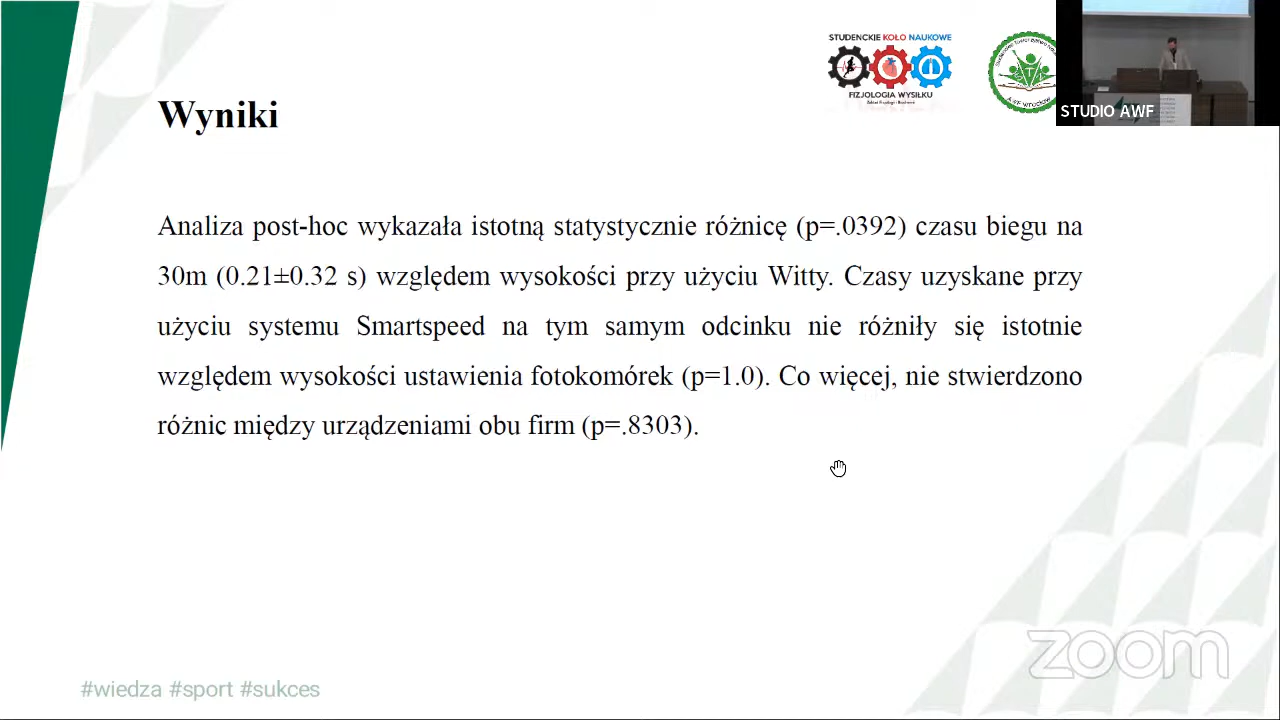 STUDENCKIE KOŁO NAUKOWE
FIZJOLOGIA WYSIŁKU
STUDIO AWF
Wyniki
Analiza post-hoc wykazała istotną statystycznie różnicę (p=.0392) czasu biegu na
30m (0.21±0.32 s) względem wysokości przy użyciu Witty. Czasy uzyskane przy
użyciu systemu Smartspeed na tym samym odcinku nie różniły się istotnie
względem wysokości ustawienia fotokomórek (p=1.0). Co więcej, nie stwierdzono
różnic między urządzeniami obu firm (p=.8303).
zoom
#wiedza #sport #sukces